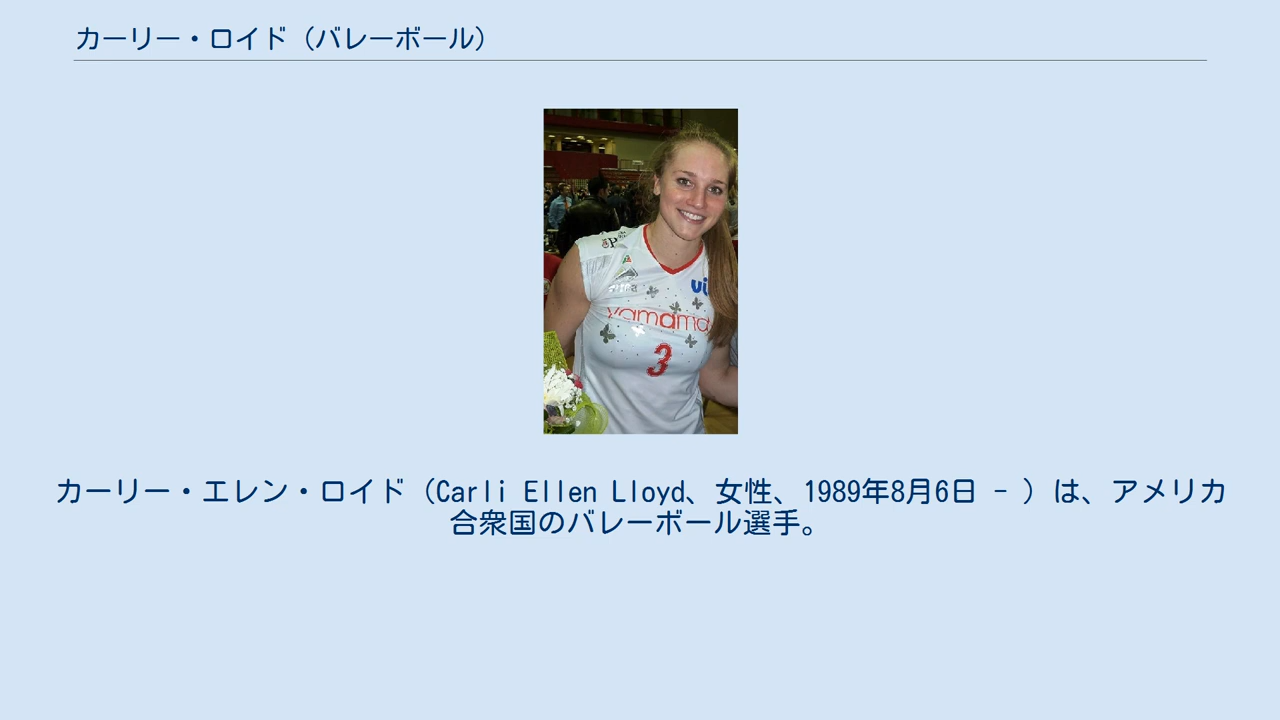 カーリー・ロイド（バレーボール）
yamama
3
カーリー・エレン・ロイド（Carli Ellen Lloyd、女性、1989年8月6日 - ）は、アメリカ
合衆国のバレーボール選手。